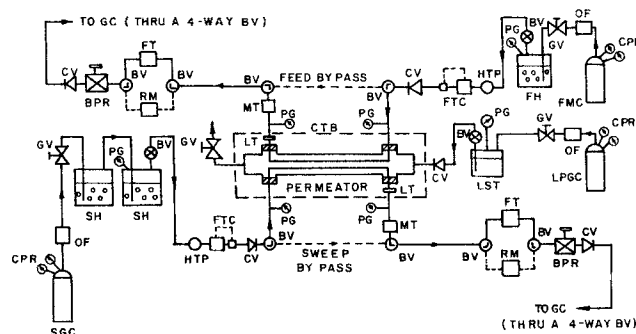 TO GC (THRU A 4-WAY BV)
PG
BV
OF
CPR
FT
GV
CV
BV
BV
BV
FEED BY PASS
BV
CV
HTP
BPR
RM
MT
FTC
FH
FMC
PG
CTB
PG
PG
GV
BV
LT
GV
BV
GV
CPR
PG
PERMEATOR
CV
LST
OF
LPGC
SH
SH
LT
FT
FTC
PG
PG
MT
OF
BV
BV
CPR
HTP
CV
BV
SWEEP
BY PASS
BV
RM
BPR
CV
SGC
TO GC
(THRU A 4-WAY BV)